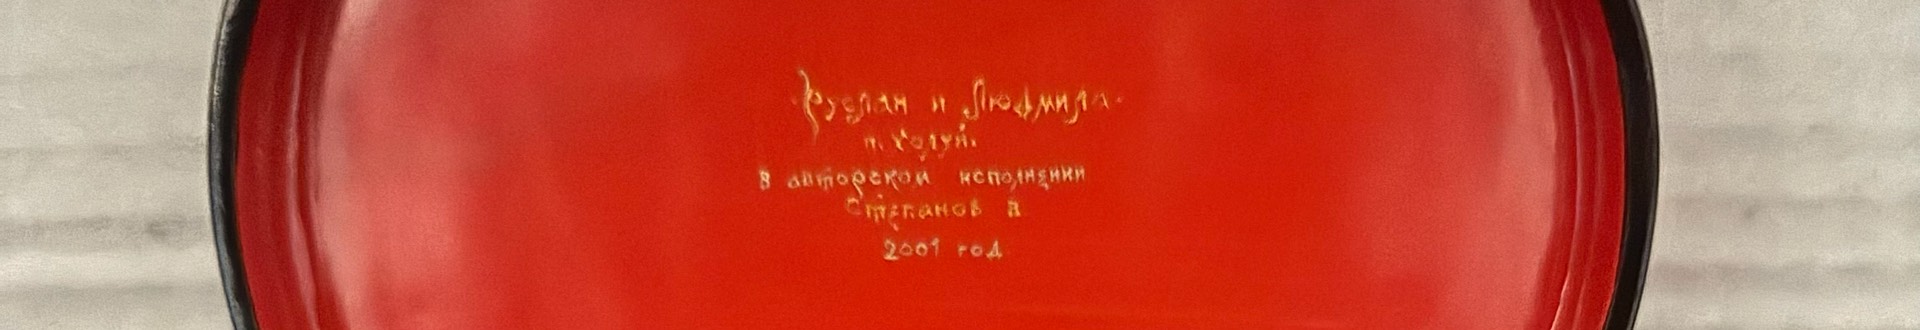 Руслан и Людмила.
п. Холуй.
в авторском исполнении
Степанов В
2001 год